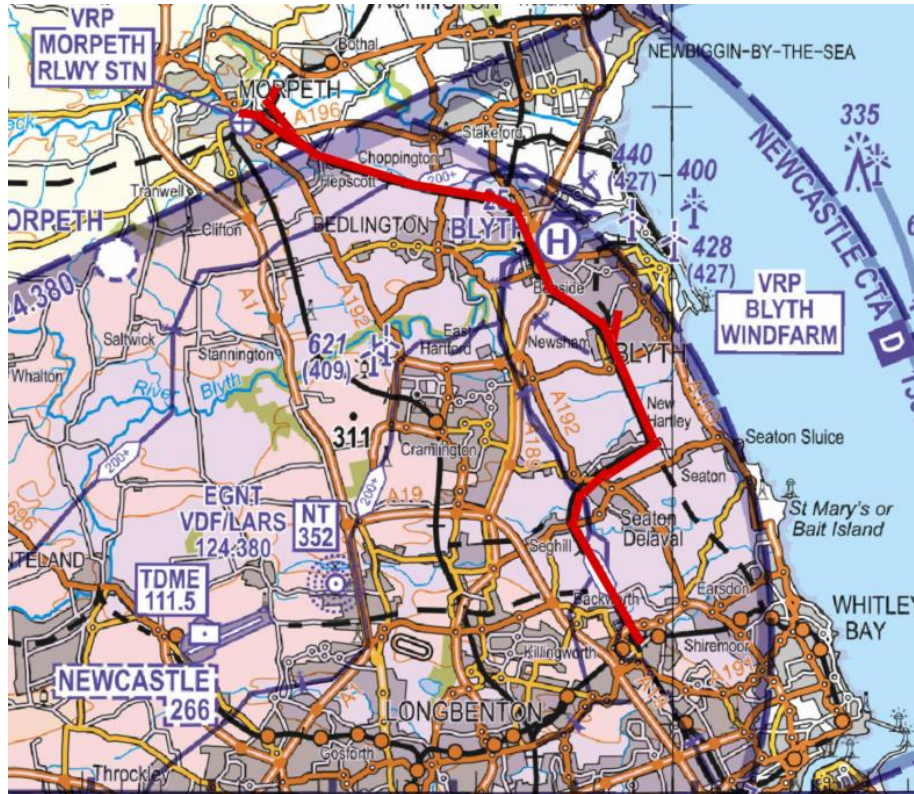 ASHINGTON
VRP
MORPETH
RLWY STN
Bothal
NEWBIGGIN-BY-THE-SEA
MORPETH
A196
Stakeford
335
440
(427)
400
Choppington
Hepscott
200+
Tranwell
Clifton
BEDLINGTON
BLYTH
H
428
(427)
NEWCASTLE CTA
D
ORPETH
24.380
A1
A192
VRP
BLYTH
WINDFARM
Saltwick
Stannington
621
(409)
East
Hartford
Newsham
BLYTH
Whalton
River
Blyth
311
New
Hartley
A192
A189
Cramlington
Seaton Sluice
Seaton
200+
200+
A19
EGNT
VDF/LARS
124.380
NT
352
St Mary's or
Bait Island
Seaton
Delaval
Seghill
TDME
111.5
Backworth
Earsdon
WHITLEY
BAY
Killingworth
Shiremoor
A191
NEWCASTLE
266
A1
LONGBENTON
Gosforth
Throckley